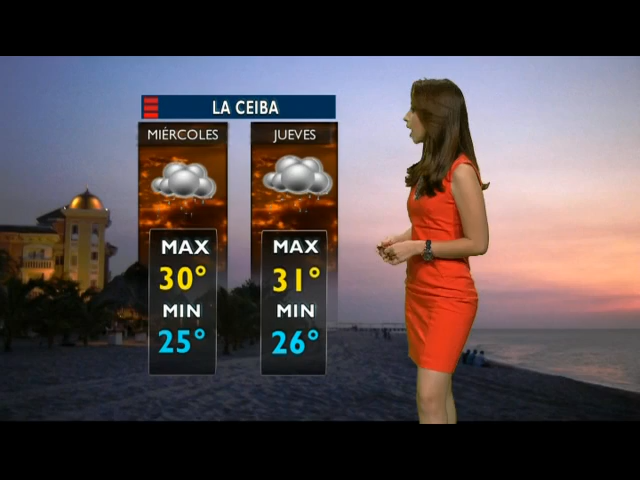 LA CEIBA
MIÉRCOLES JUEVES
MAX MAX
30° 31°
MIN MIN
25° 26°